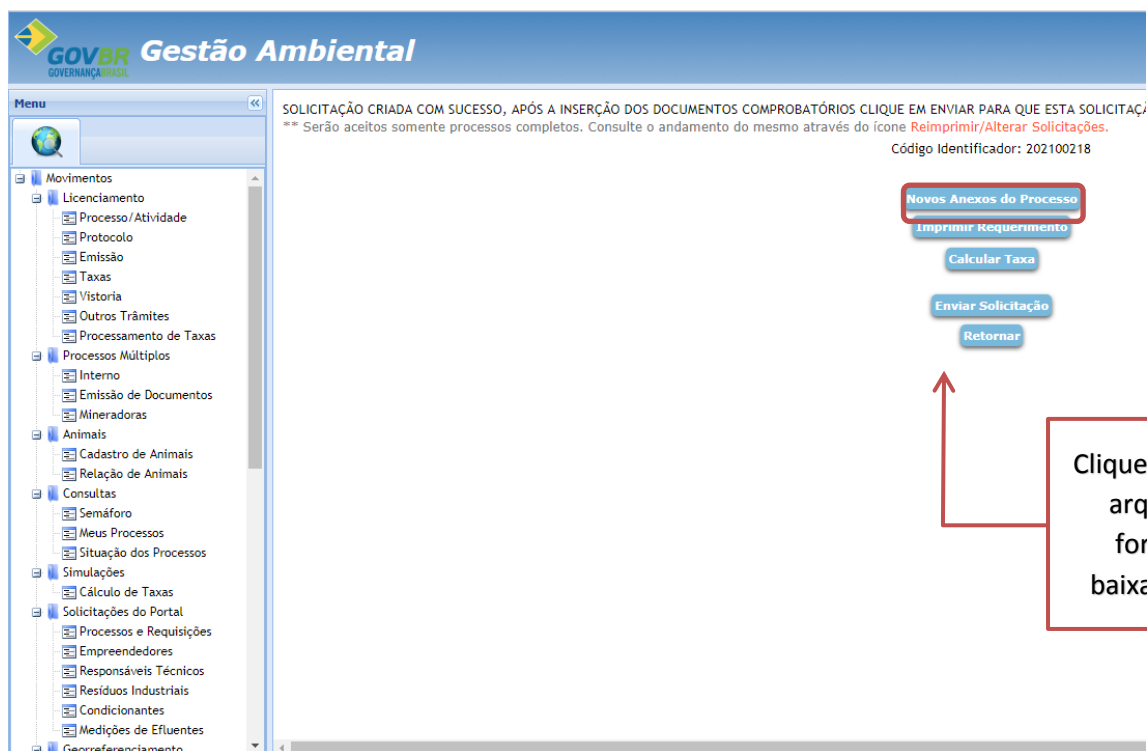 GOVBR
GOVERNANÇABRASIL
Gestão Ambiental
Menu
Movimentos
Licenciamento
Processo/Atividade
Protocolo
Emissão
Taxas
Vistoria
Outros Trâmites
Processamento de Taxas
Processos Múltiplos
Interno
Emissão de Documentos
Mineradoras
Animais
Cadastro de Animais
Relação de Animais
Consultas
Semáforo
Meus Processos
Situação dos Processos
Simulações
Cálculo de Taxas
Solicitações do Portal
Processos e Requisições
Empreendedores
Responsáveis Técnicos
Resíduos Industriais
Condicionantes
Medições de Efluentes
Georreferenciamento
SOLICITAÇÃO CRIADA COM SUCESSO, APÓS A INSERÇÃO DOS DOCUMENTOS COMPROBATÓRIOS CLIQUE EM ENVIAR PARA QUE ESTA
** Serão aceitos somente processos completos. Consulte o andamento do mesmo através do ícone Reimprimir/Alterar Solicitações.
Código Identificador: 202100218
Novos Anexos do Processo
Imprimir Requerimento
Calcular Taxa
Enviar Solicitação
Retornar
Clique